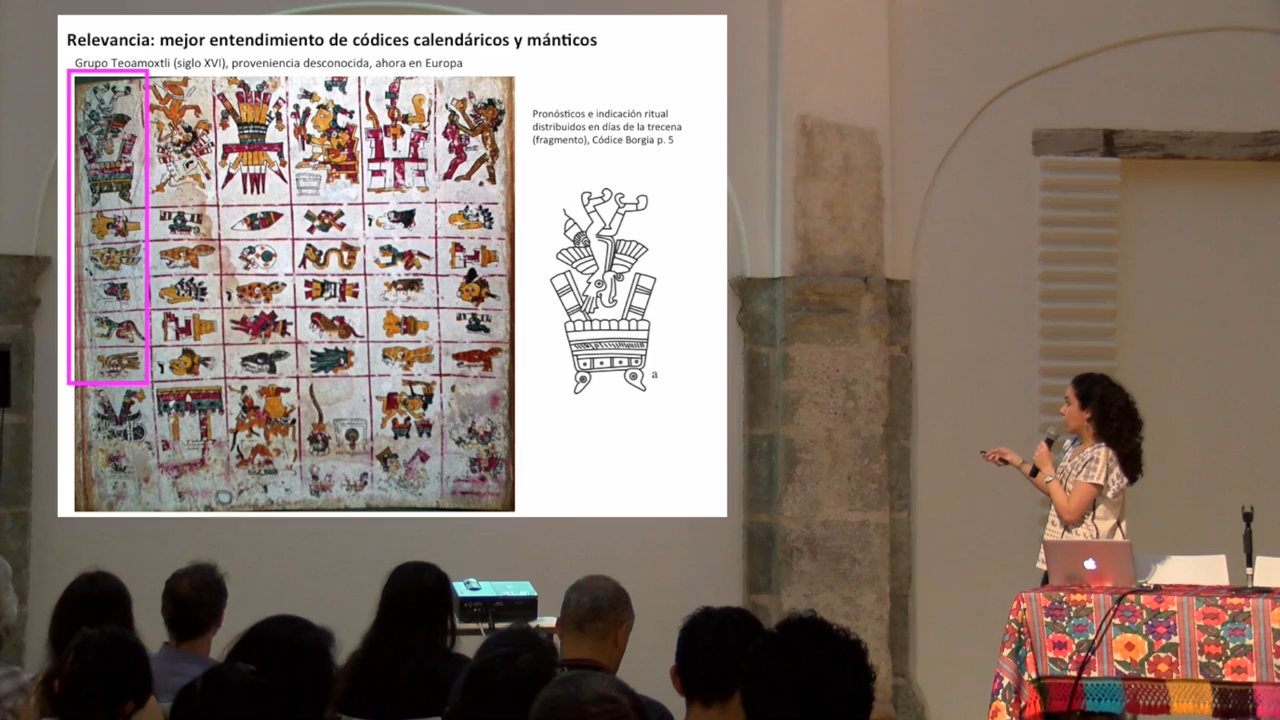 Relevancia: mejor entendimiento de códices calendáricos y mánticos
Grupo Teoamoxtli (siglo XVI), proveniencia desconocida, ahora en Europa
Pronósticos e indicación ritual
distribuidos en días de la trecena
(fragmento), Códice Borgia p. 5
a